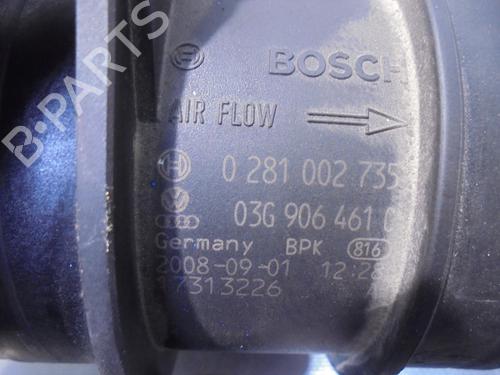 B-PARTS
BOSCH
AIR FLOW
0 281 002 735
03G 906 461 C
Germany BPK 816
2008-09-01 12:28
17313226